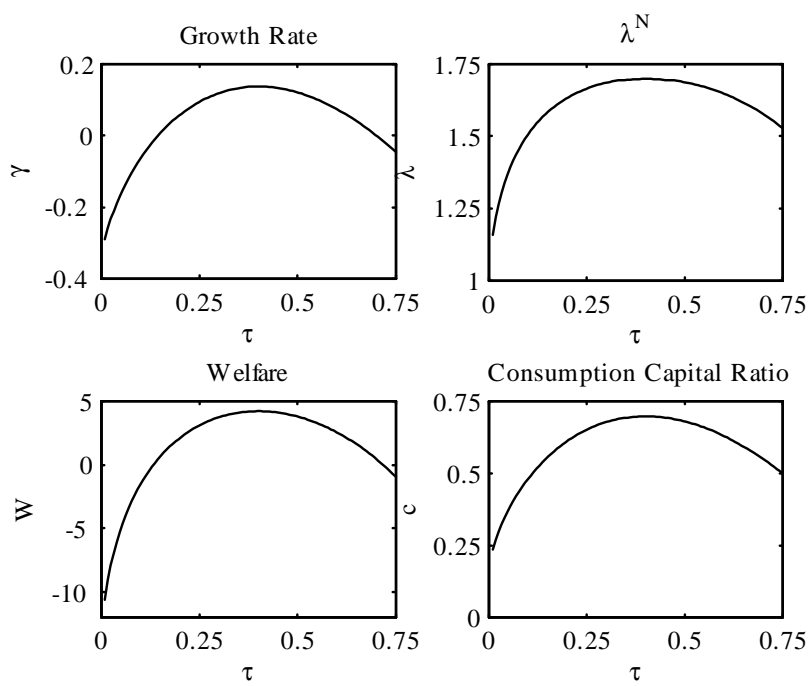 Growth Rate
0.2
0
-0.2
-0.4
γ
0 0.25 0.5 0.75
τ
λN
1.75
1.5
1.25
1
λ
0 0.25 0.5 0.75
τ
Welfare
5
0
-5
-10
W
0 0.25 0.5 0.75
τ
Consumption Capital Ratio
0.75
0.5
0.25
0
c
0 0.25 0.5 0.75
τ